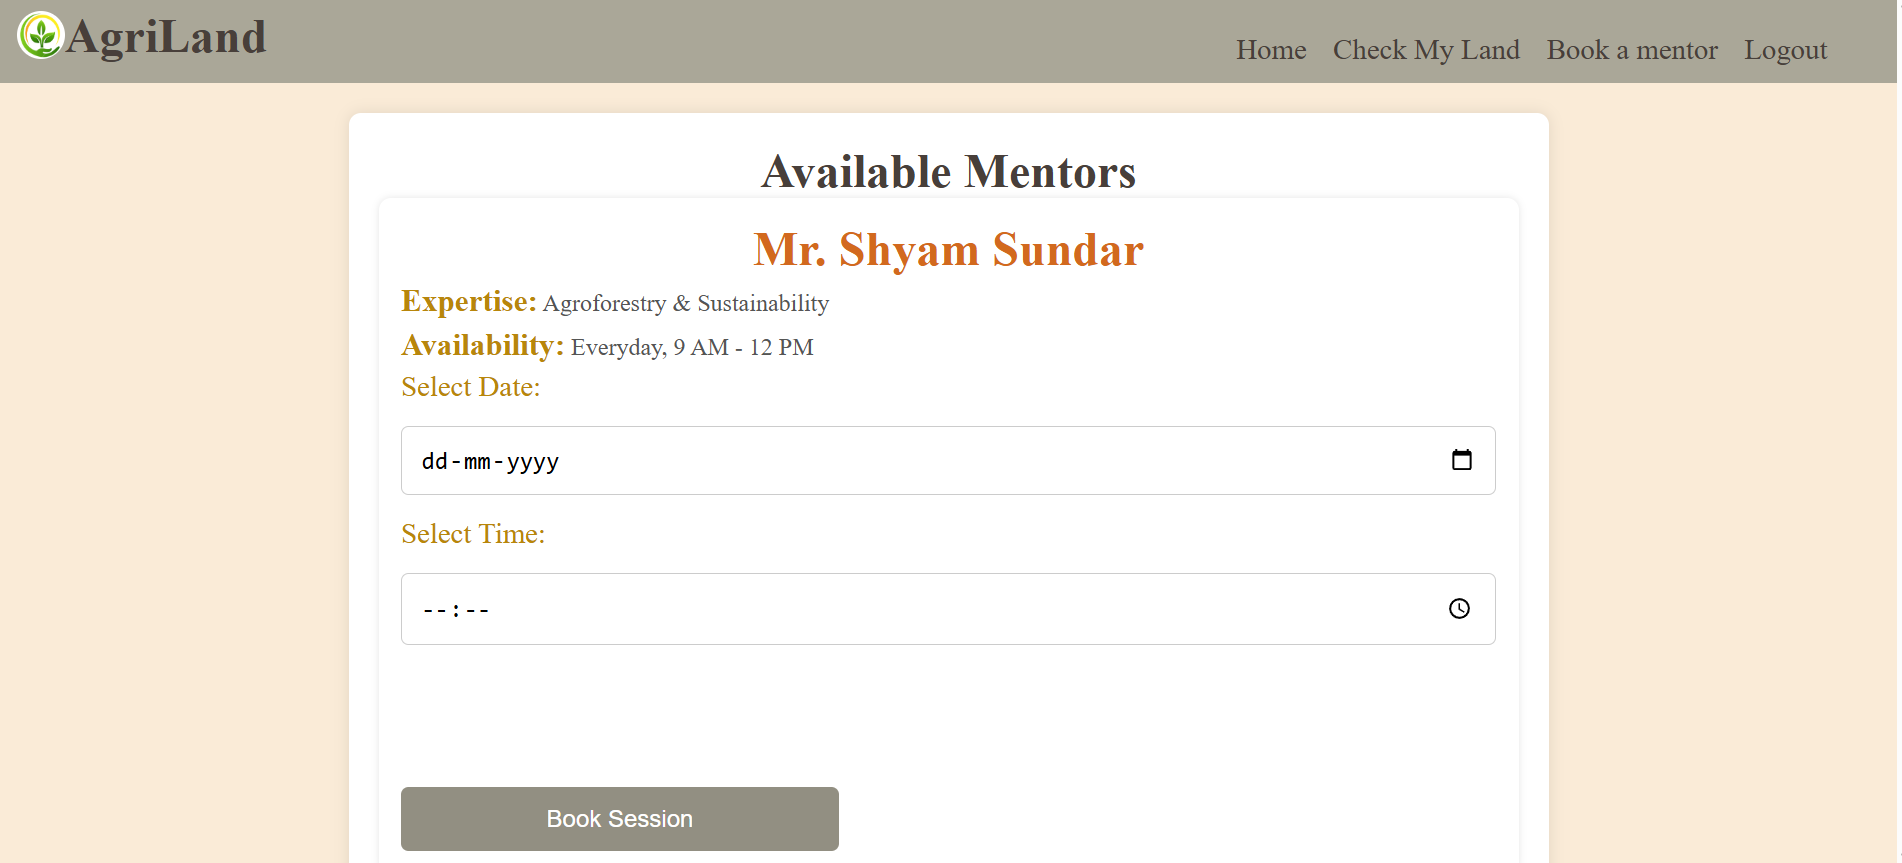 AgriLand
Home Check My Land Book a mentor Logout
Available Mentors
Mr. Shyam Sundar
Expertise: Agroforestry & Sustainability
Availability: Everyday, 9 AM - 12 PM
Select Date:
dd-mm-yyyy
Select Time:
--:--
Book Session